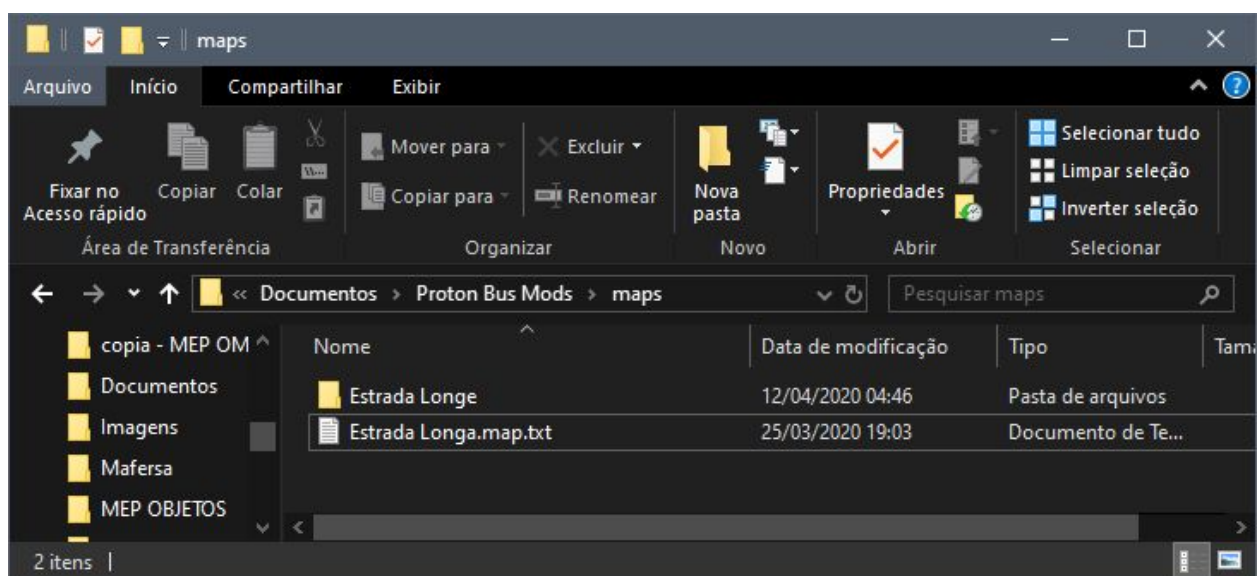 maps
Arquivo Início Compartilhar Exibir
Fixar no
Acesso rápido
Copiar
Colar
Mover para
Copiar para
Excluir
Renomear
Nova
pasta
Propriedades
Selecionar tudo
Limpar seleção
Inverter seleção
Área de Transferência Organizar Novo Abrir Selecionar
« Documentos > Proton Bus Mods > maps
Pesquisar maps
copia - MEP OM
Documentos
Imagens
Mafersa
MEP OBJETOS
Nome Data de modificação Tipo Tama
Estrada Longe 12/04/2020 04:46 Pasta de arquivos
Estrada Longa.map.txt 25/03/2020 19:03 Documento de Te...
2 itens